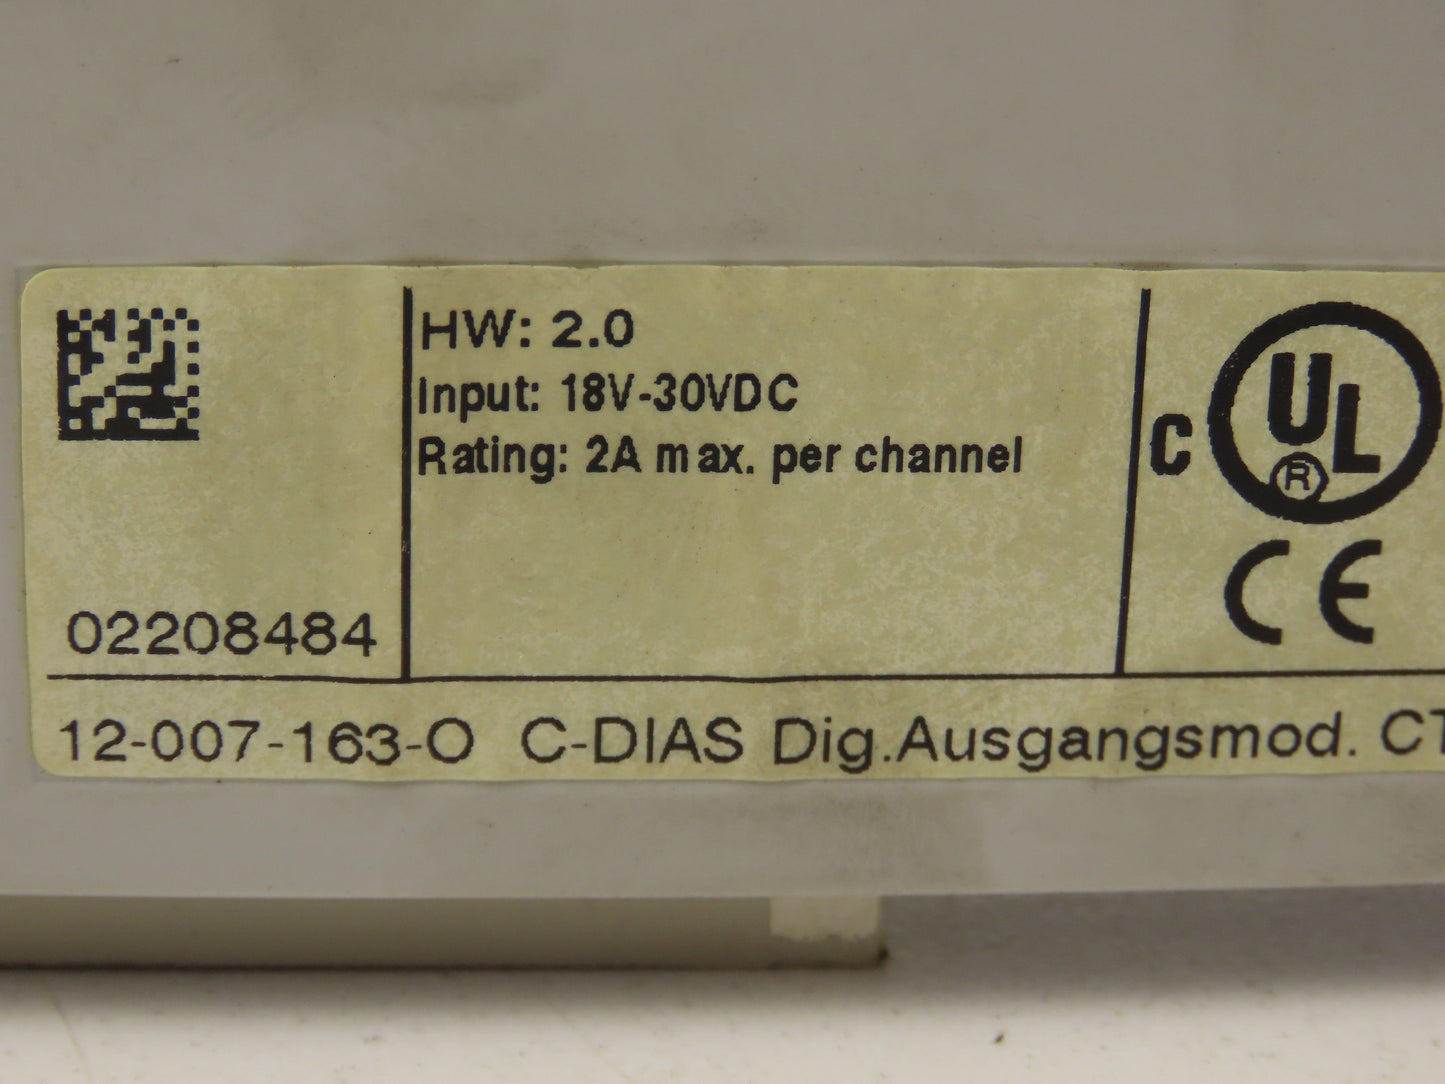 HW: 2.0
Input: 18V-30VDC
Rating: 2A max. per channel
C UL ®
CE
02208484
12-007-163-O C-DIAS Dig.Ausgangsmod. CT